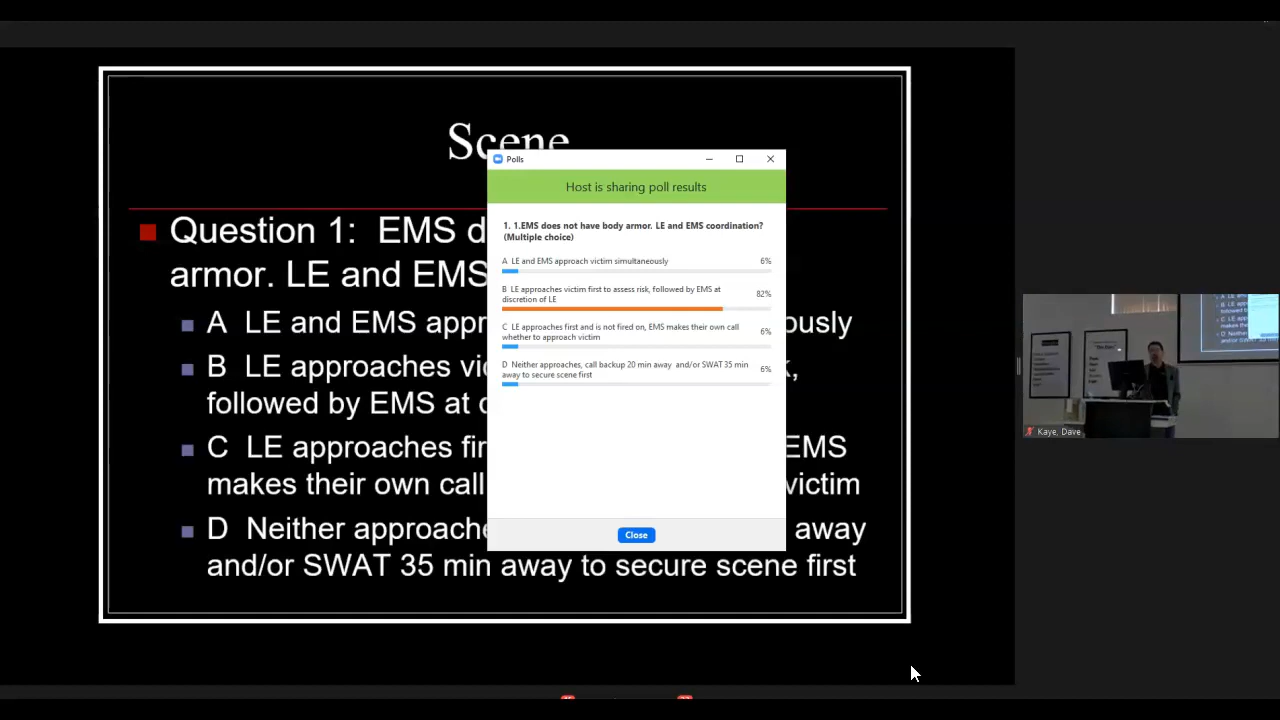 Scene
Question 1: EMS d
armor. LE and EMS
A LE and EMS appr
ously
B LE approaches vic
k,
followed by EMS at d
C LE approaches fir
EMS
makes their own call
victim
D Neither approache
away
and/or SWAT 35 min away to secure scene first
Polls
Host is sharing poll results
1. 1.EMS does not have body armor. LE and EMS coordination?
(Multiple choice)
A LE and EMS approach victim simultaneously 6%
B LE approaches victim first to assess risk, followed by EMS at
discretion of LE
82%
C LE approaches first and is not fired on, EMS makes their own call
whether to approach victim
6%
D Neither approaches, call backup 20 min away and/or SWAT 35 min
away to secure scene first
6%
Close
Kaye, Dave